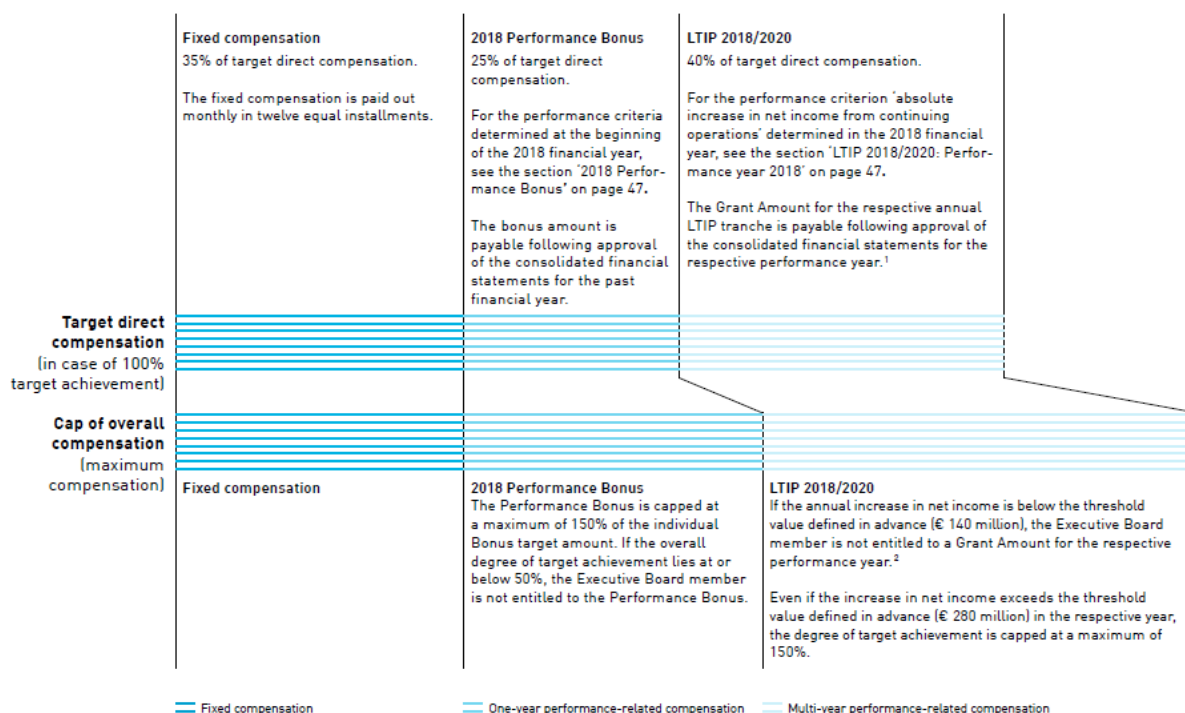 Fixed compensation
35% of target direct compensation.
The fixed compensation is paid out
monthly in twelve equal installments.
2018 Performance Bonus
25% of target direct
compensation.
For the performance criteria
determined at the beginning
of the 2018 financial year,
see the section ‘2018 Perfor-
mance Bonus’ on page 47.
The bonus amount is
payable following approval
of the consolidated financial
statements for the past
financial year.
LTIP 2018/2020
40% of target direct compensation.
For the performance criterion ‘absolute
increase in net income from continuing
operations’ determined in the 2018 financial
year, see the section ‘LTIP 2018/2020: Perfor-
mance year 2018’ on page 47.
The Grant Amount for the respective annual
LTIP tranche is payable following approval of
the consolidated financial statements for the
respective performance year.¹
Target direct
compensation
(in case of 100%
target achievement)
Cap of overall
compensation
(maximum
compensation)
Fixed compensation
2018 Performance Bonus
The Performance Bonus is capped at
a maximum of 150% of the individual
Bonus target amount. If the overall
degree of target achievement lies at or
below 50%, the Executive Board member
is not entitled to the Performance Bonus.
LTIP 2018/2020
If the annual increase in net income is below the threshold
value defined in advance (€ 140 million), the Executive Board
member is not entitled to a Grant Amount for the respective
performance year.²
Even if the increase in net income exceeds the threshold
value defined in advance (€ 280 million) in the respective year,
the degree of target achievement is capped at a maximum of
150%.
Fixed compensation
One-year performance-related compensation
Multi-year performance-related compensation